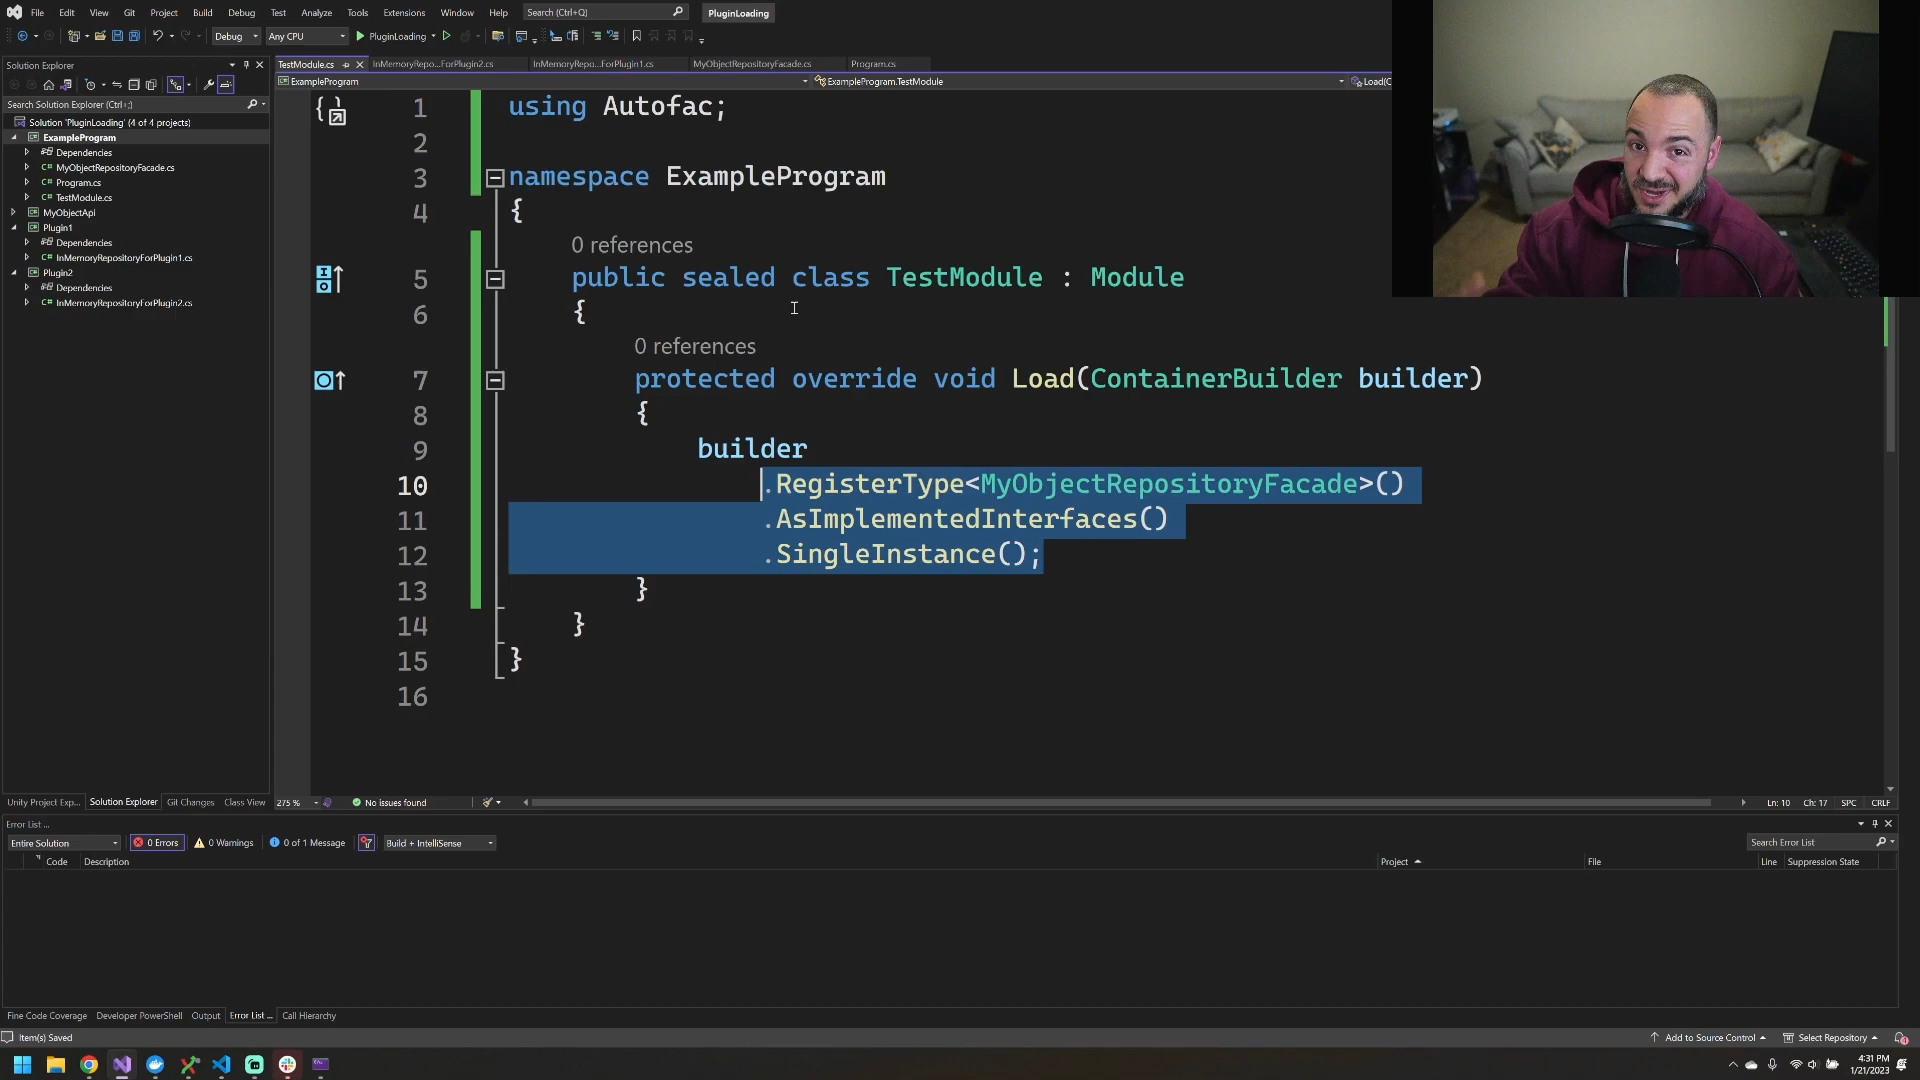 File Edit View Git Project Build Debug Test Analyze Tools Extensions Window Help Search (Ctrl+Q) PluginLoading
Debug Any CPU PluginLoading
Solution Explorer
Search Solution Explorer (Ctrl+;)
Solution 'PluginLoading' (4 of 4 projects)
ExampleProgram
Dependencies
MyObjectRepositoryFacade.cs
Program.cs
TestModule.cs
MyObjectApi
Plugin1
Dependencies
InMemoryRepositoryForPlugin1.cs
Plugin2
Dependencies
InMemoryRepositoryForPlugin2.cs
Unity Project Exp... Solution Explorer Git Changes Class View
TestModule.cs InMemoryRepo...ForPlugin2.cs InMemoryRepo...ForPlugin1.cs MyObjectRepositoryFacade.cs Program.cs
ExampleProgram ExampleProgram.TestModule Load(C
1 using Autofac;
2
3 namespace ExampleProgram
4 {
0 references
5 public sealed class TestModule : Module
6 {
0 references
7 protected override void Load(ContainerBuilder builder)
8 {
9 builder
10 .RegisterType<MyObjectRepositoryFacade>()
11 .AsImplementedInterfaces()
12 .SingleInstance();
13 }
14 }
15 }
16
275 % No issues found Ln: 10 Ch: 17 SPC CRLF
Error List ...
Entire Solution 0 Errors 0 Warnings 0 of 1 Message Build + IntelliSense Search Error List
Code Description Project File Line Suppression State
Fine Code Coverage Developer PowerShell Output Error List ... Call Hierarchy
Item(s) Saved Add to Source Control Select Repository
4:31 PM
1/21/2023